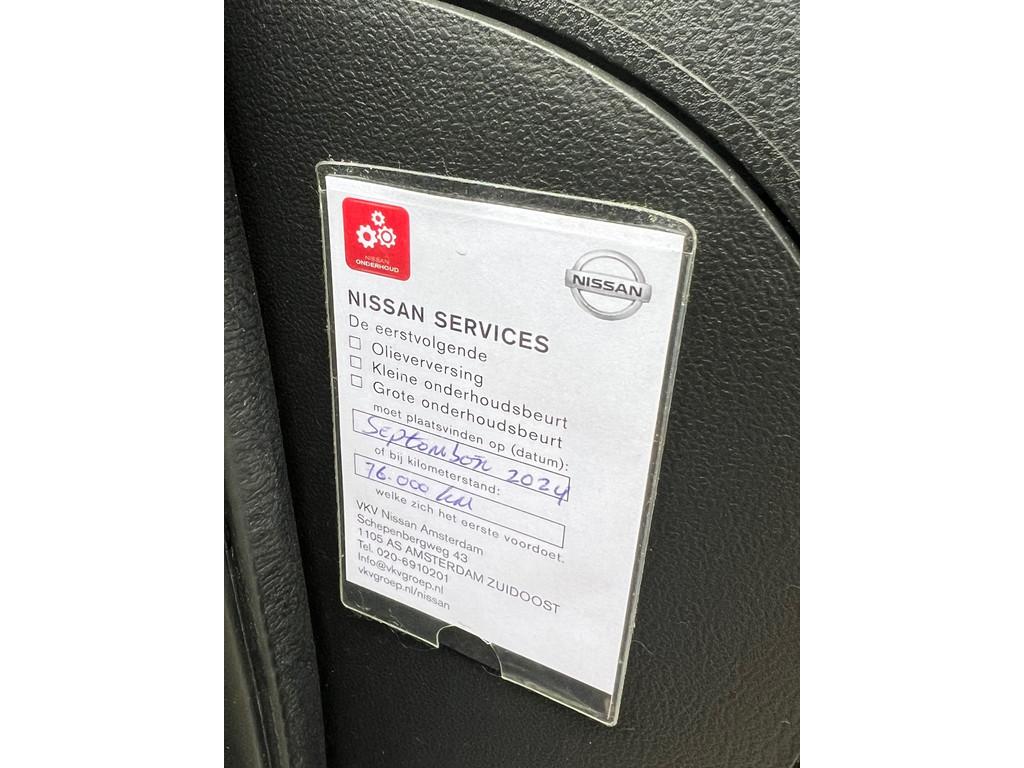 NISSAN
ONDERHOUD
NISSAN
NISSAN SERVICES
De eerstvolgende
☐ Olieverversing
☐ Kleine onderhoudsbeurt
☐ Grote onderhoudsbeurt
moet plaatsvinden op (datum):
September 2024
of bij kilometerstand:
76.000 km
welke zich het eerste voordoet.
VKV Nissan Amsterdam
Schepenbergweg 43
1105 AS AMSTERDAM ZUIDOOST
Tel. 020-6910201
Info@vkvgroep.nl
vkvgroep.nl/nissan